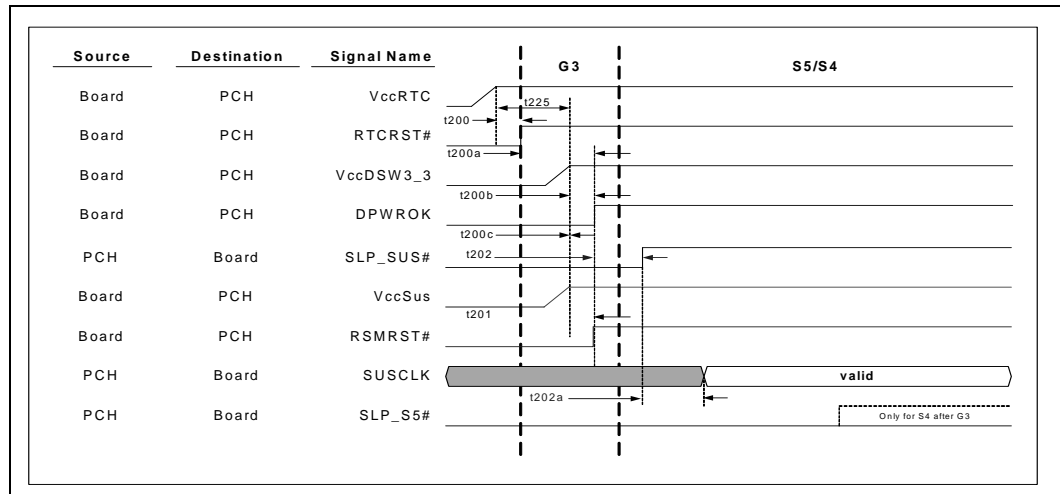 Source Destination Signal Name G3 S5/S4
Board PCH VccRTC
t225
t200
Board PCH RTCRST#
t200a
Board PCH VccDSW3_3
t200b
Board PCH DPWROK
t200c
PCH Board SLP_SUS# t202
Board PCH VccSus
t201
Board PCH RSMRST#
PCH Board SUSCLK valid
t202a
PCH Board SLP_S5# Only for S4 after G3